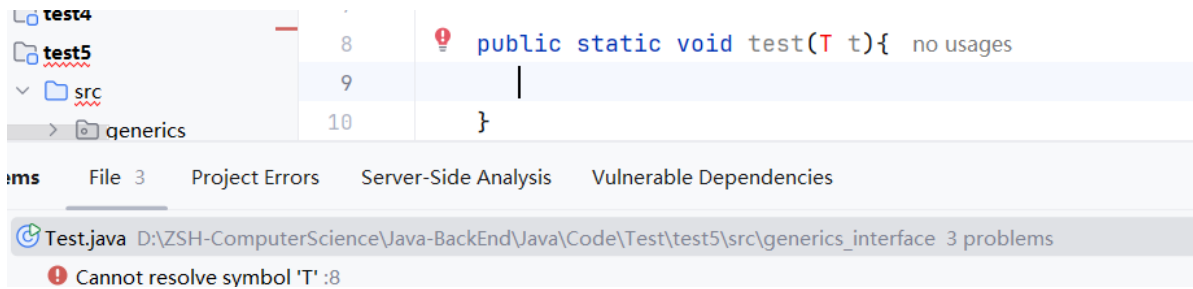 test4
8 public static void test(T t){ no usages
test5
9
src
10 }
generics
ems File 3 Project Errors Server-Side Analysis Vulnerable Dependencies
Test.java D:\ZSH-ComputerScience\Java-BackEnd\Java\Code\Test\test5\src\generics_interface 3 problems
Cannot resolve symbol 'T' :8